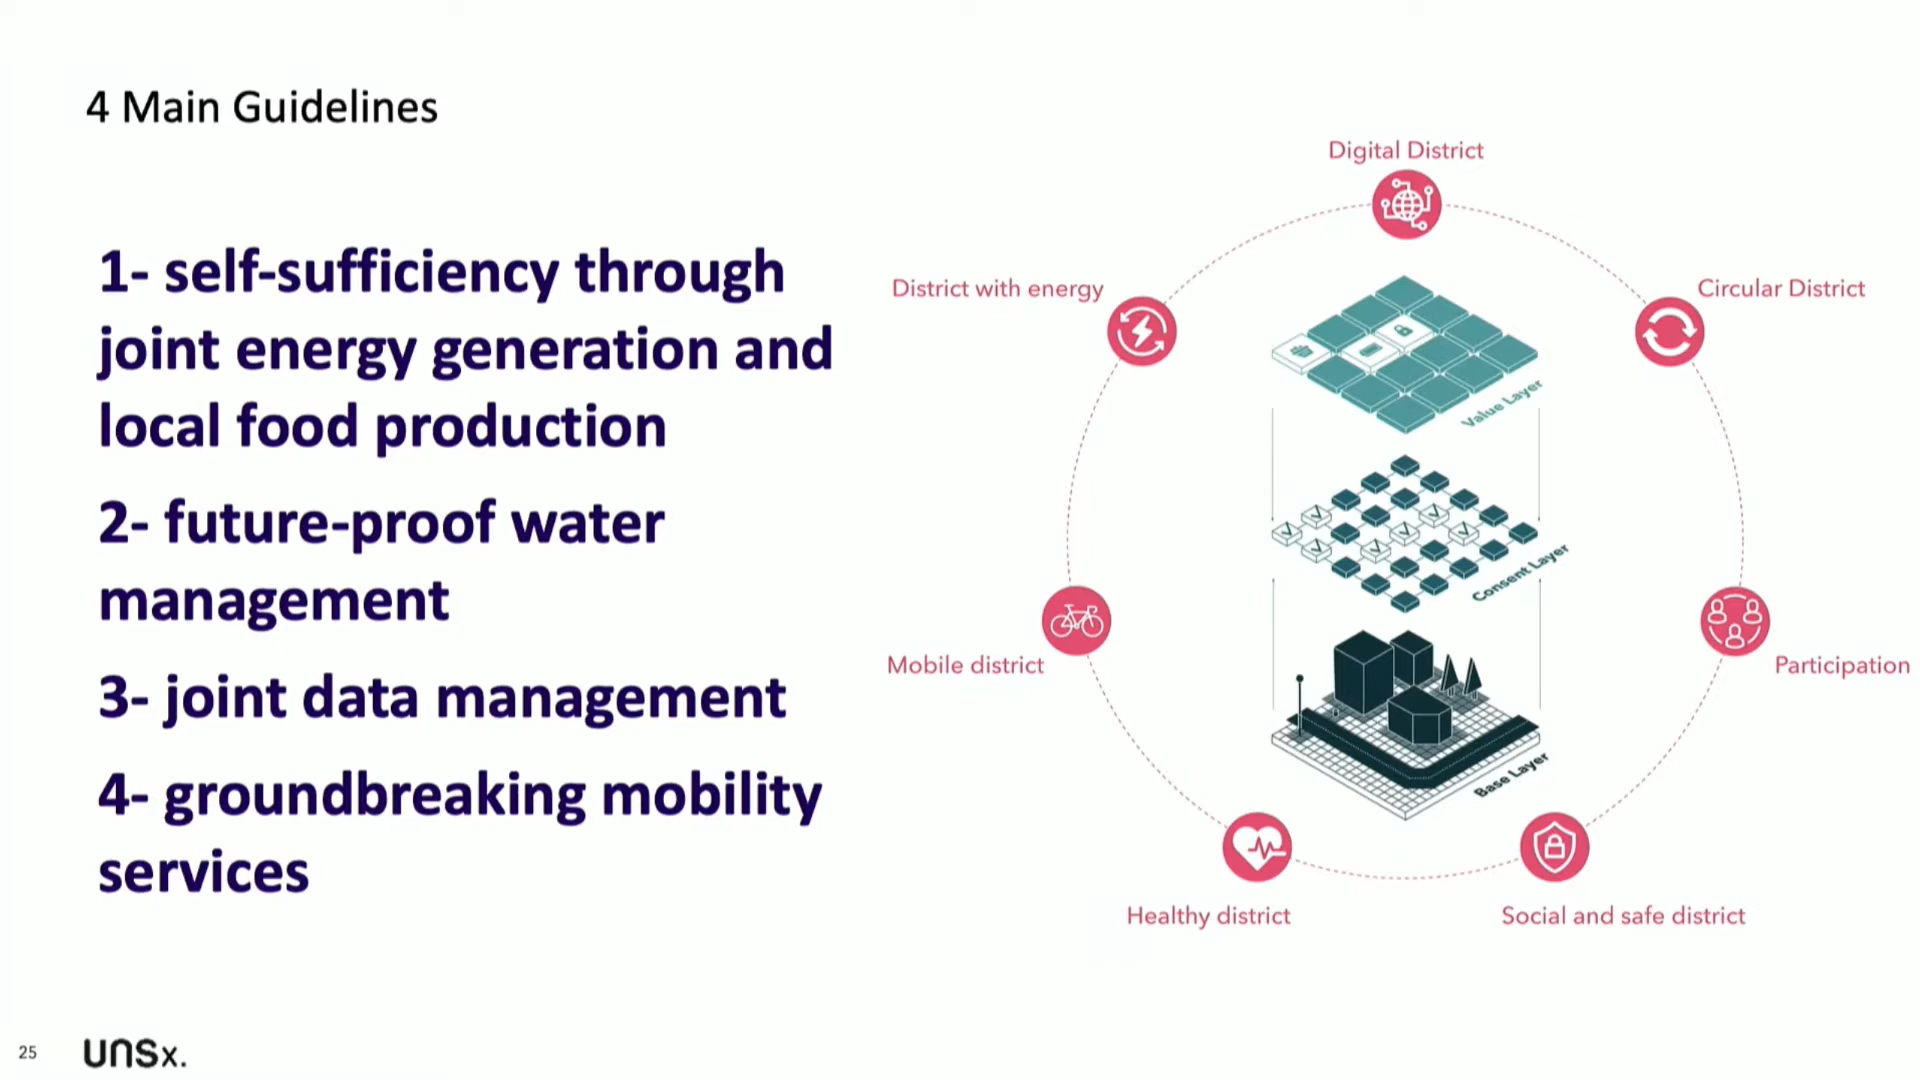 4 Main Guidelines
1- self-sufficiency through
joint energy generation and
local food production
2- future-proof water
management
3- joint data management
4- groundbreaking mobility
services
Digital District
District with energy
Circular District
Value Layer
Consent Layer
Mobile district
Participation
Base Layer
Healthy district
Social and safe district
25
UNSx.